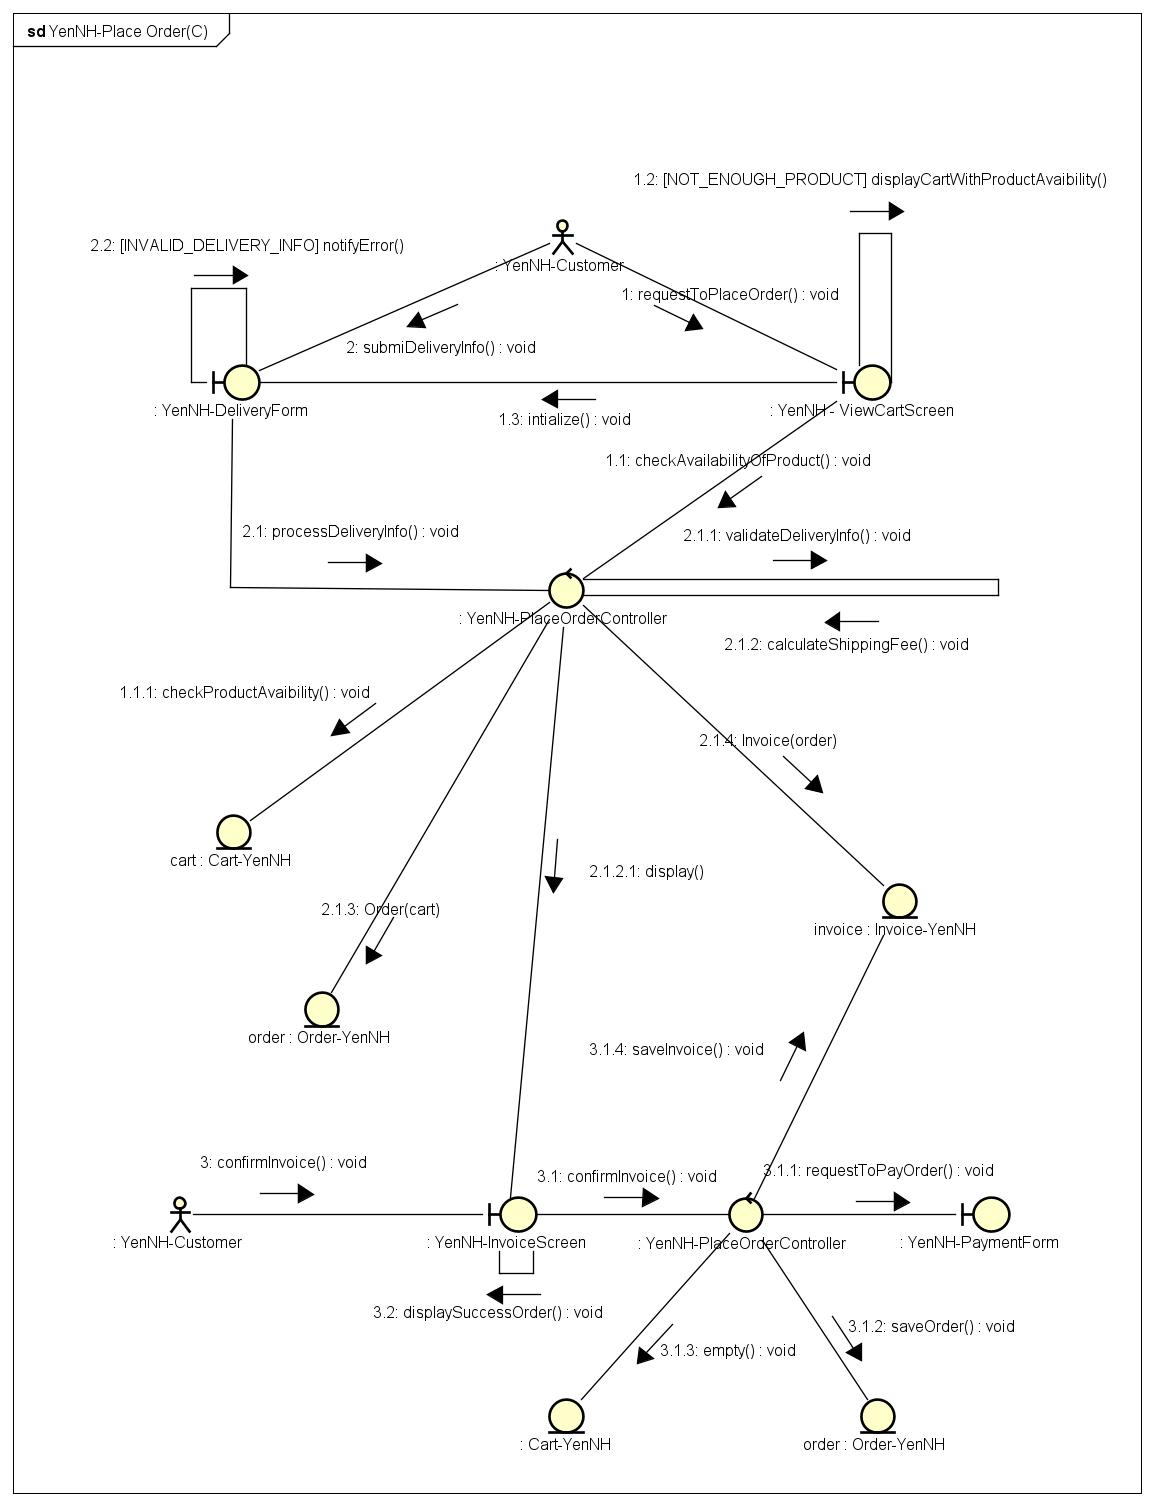 sd YenNH-Place Order(C)
1.2: [NOT_ENOUGH_PRODUCT] displayCartWithProductAvaibility()
2.2: [INVALID_DELIVERY_INFO] notifyError()
: YenNH-Customer
1: requestToPlaceOrder() : void
2: submiDeliveryInfo() : void
: YenNH-DeliveryForm
: YenNH - ViewCartScreen
1.3: intialize() : void
1.1: checkAvailabilityOfProduct() : void
2.1: processDeliveryInfo() : void
2.1.1: validateDeliveryInfo() : void
: YenNH-PlaceOrderController
2.1.2: calculateShippingFee() : void
1.1.1: checkProductAvaibility() : void
2.1.4: Invoice(order)
cart : Cart-YenNH
2.1.2.1: display()
2.1.3: Order(cart)
invoice : Invoice-YenNH
order : Order-YenNH
3.1.4: saveInvoice() : void
3: confirmInvoice() : void
3.1: confirmInvoice() : void
3.1.1: requestToPayOrder() : void
: YenNH-Customer
: YenNH-InvoiceScreen
: YenNH-PlaceOrderController
: YenNH-PaymentForm
3.2: displaySuccessOrder() : void
3.1.2: saveOrder() : void
3.1.3: empty() : void
: Cart-YenNH
order : Order-YenNH